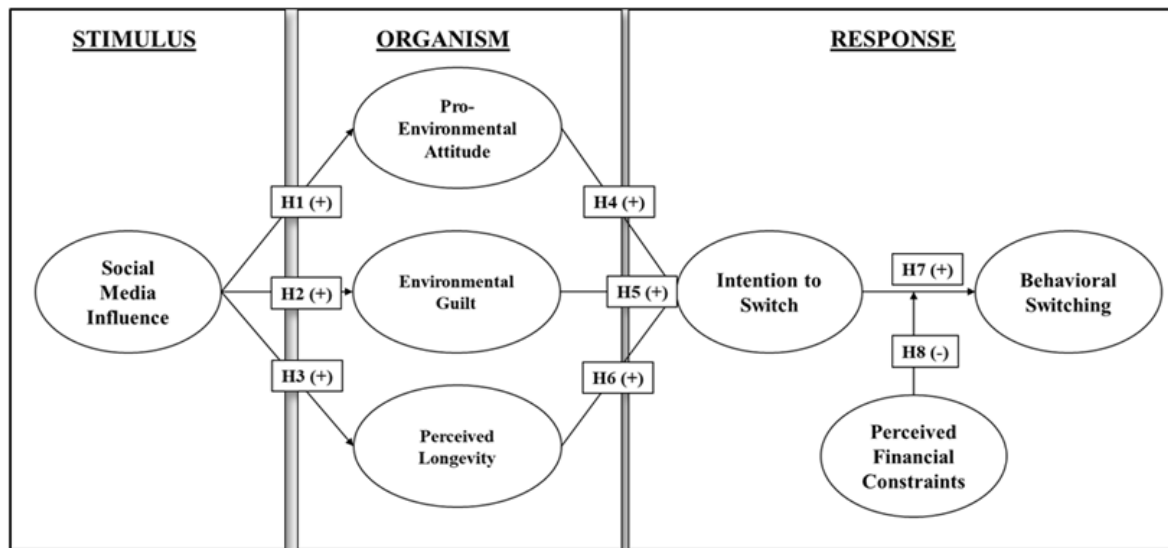 STIMULUS
ORGANISM
RESPONSE
Pro-
Environmental
Attitude
H1 (+)
H4 (+)
Social
Media
Influence
H2 (+)
Environmental
Guilt
H5 (+)
Intention to
Switch
H7 (+)
Behavioral
Switching
H3 (+)
H6 (+)
H8 (-)
Perceived
Longevity
Perceived
Financial
Constraints